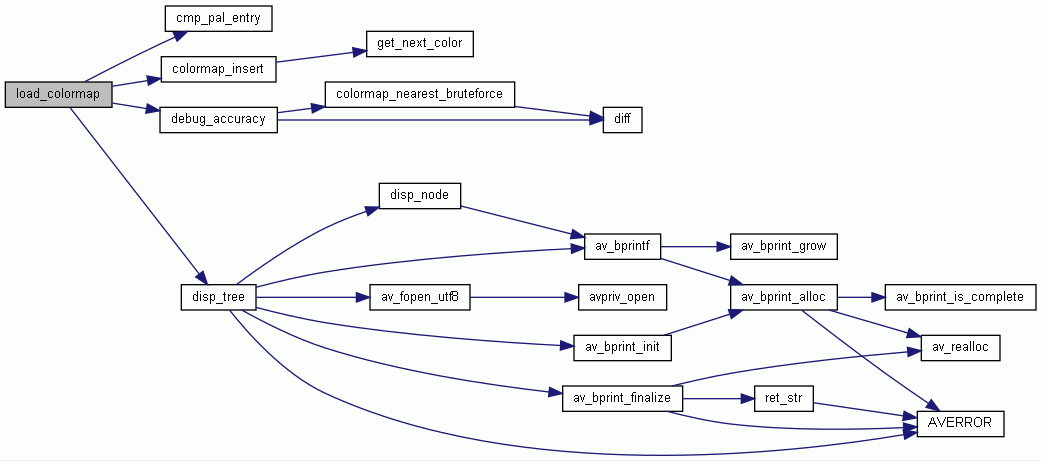 cmp_pal_entry
get_next_color
colormap_insert
load_colormap
colormap_nearest_bruteforce
debug_accuracy
diff
disp_node
av_bprintf
av_bprint_grow
disp_tree
av_fopen_utf8
avpriv_open
av_bprint_alloc
av_bprint_is_complete
av_bprint_init
av_realloc
av_bprint_finalize
ret_str
AVERROR